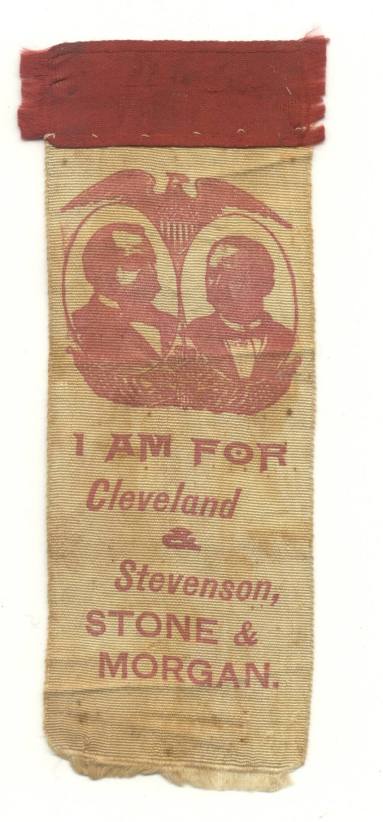 I AM FOR
Cleveland
&
Stevenson,
STONE &
MORGAN.